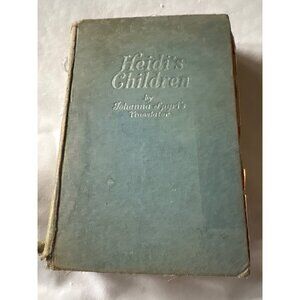 Heidi's
Children
by
Johanna Spyri's
Translator